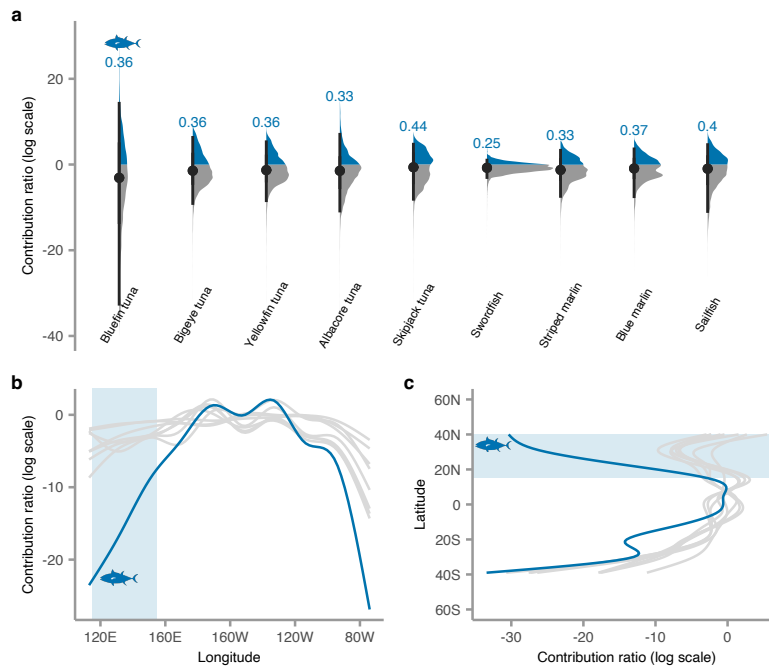 a
Contribution ratio (log scale)
20
0
-20
-40
0.36
0.36
0.36
0.33
0.44
0.25
0.33
0.37
0.4
Bluefin tuna
Bigeye tuna
Yellowfin tuna
Albacore tuna
Skipjack tuna
Swordfish
Striped marlin
Blue marlin
Sailfish
b
Contribution ratio (log scale)
0
-10
-20
120E 160E 160W 120W 80W
Longitude
c
Latitude
60N
40N
20N
0
20S
40S
60S
-30 -20 -10 0
Contribution ratio (log scale)